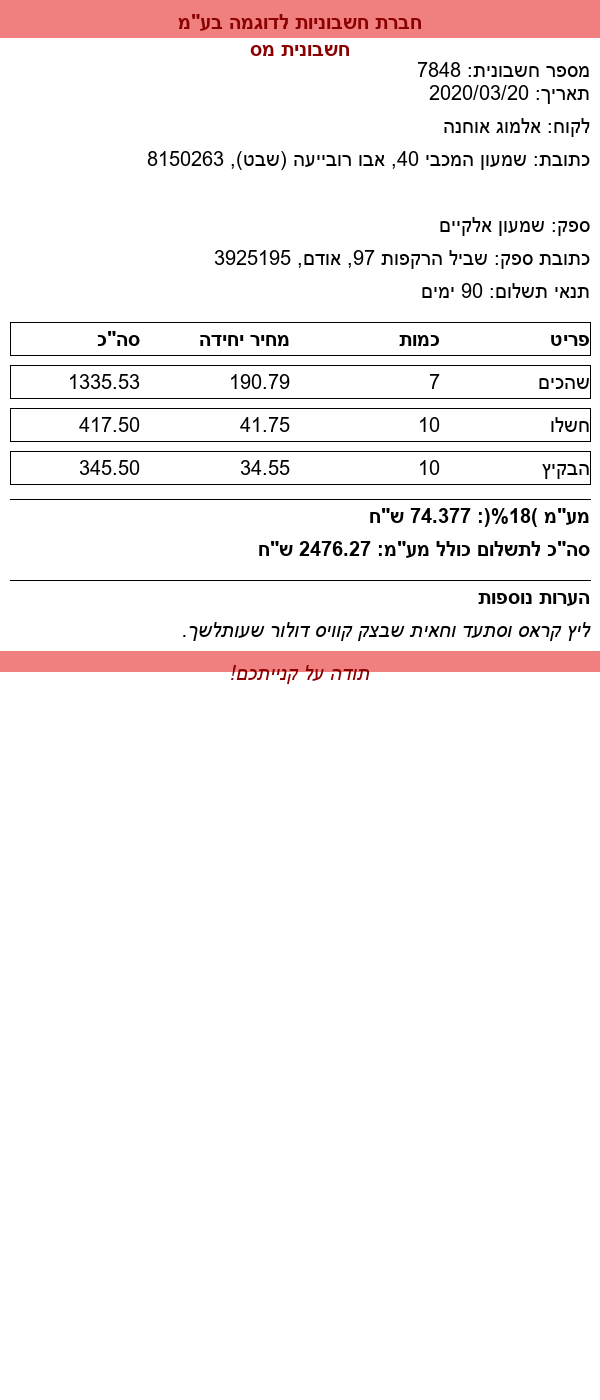 חברת חשבוניות לדוגמה בע"מ
חשבונית מס
מספר חשבונית: 7848
תאריך: 2020/03/20
לקוח: אלמוג אוחנה
כתובת: שמעון המכבי 40, אבו רובייעה (שבט), 8150263
ספק: שמעון אלקיים
כתובת ספק: שביל הרקפות 97, אודם, 3925195
תנאי תשלום: 90 ימים
פריט כמות מחיר יחידה סה"כ
שהכים 7 190.79 1335.53
חשלו 10 41.75 417.50
הבקיץ 10 34.55 345.50
מע"מ )18%(: 74.377 ש"ח
סה"כ לתשלום כולל מע"מ: 2476.27 ש"ח
הערות נוספות
ליץ קראס וסתעד וחאית שבצק קוויס דולור שעותלשך.
תודה על קנייתכם!